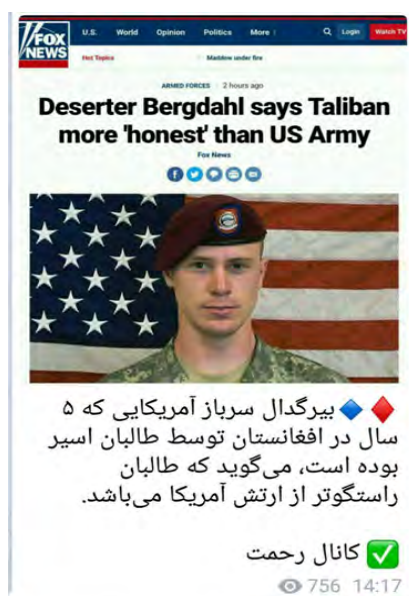 FOX
NEWS
U.S. World Opinion Politics More Login Watch TV
Hot Topics Maddow under fire
ARMED FORCES 2 hours ago
Deserter Bergdahl says Taliban
more 'honest' than US Army
Fox News
بیرگدال سرباز آمریکایی که ۵
سال در افغانستان توسط طالبان اسیر
بوده است، می‌گوید که طالبان
راستگوتر از ارتش آمریکا می‌باشد.
✅ کانال رحمت
756 14:17